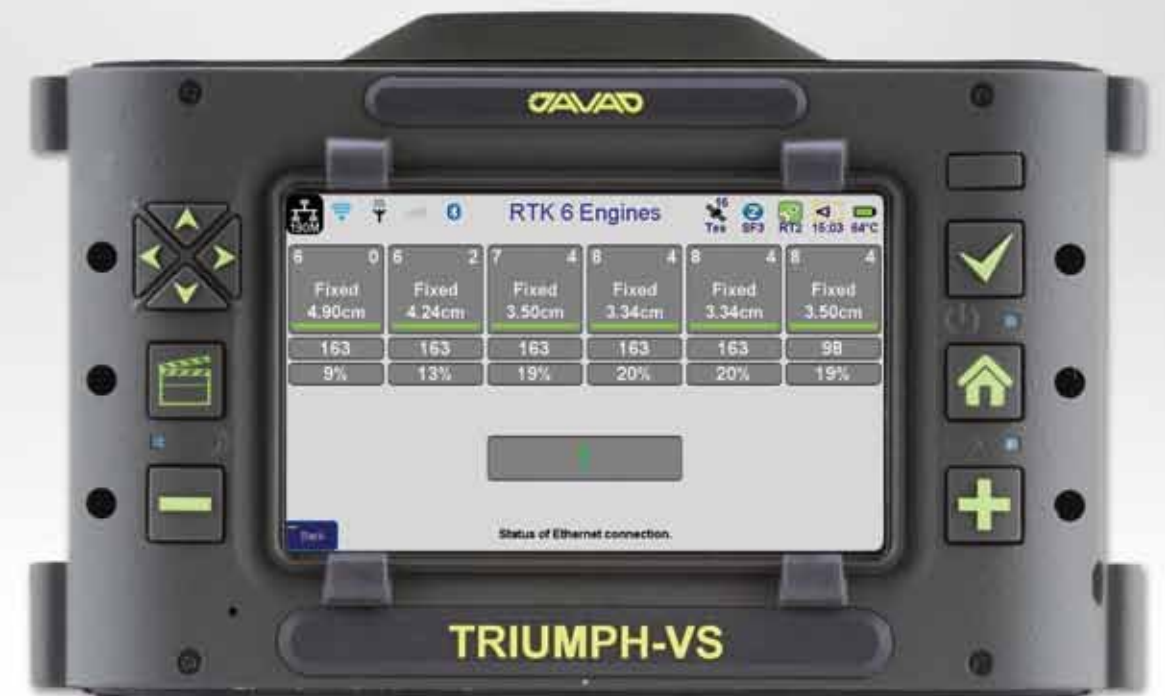 JAVAD
RTK 6 Engines
16
Tes SF3 RT2 15:03 64°C
6 0 6 2 7 4 8 4 8 4 8 4
Fixed Fixed Fixed Fixed Fixed Fixed
4.90cm 4.24cm 3.50cm 3.34cm 3.34cm 3.50cm
163 163 163 163 163 98
9% 13% 19% 20% 20% 19%
Back
Status of Ethernet connection.
TRIUMPH-VS